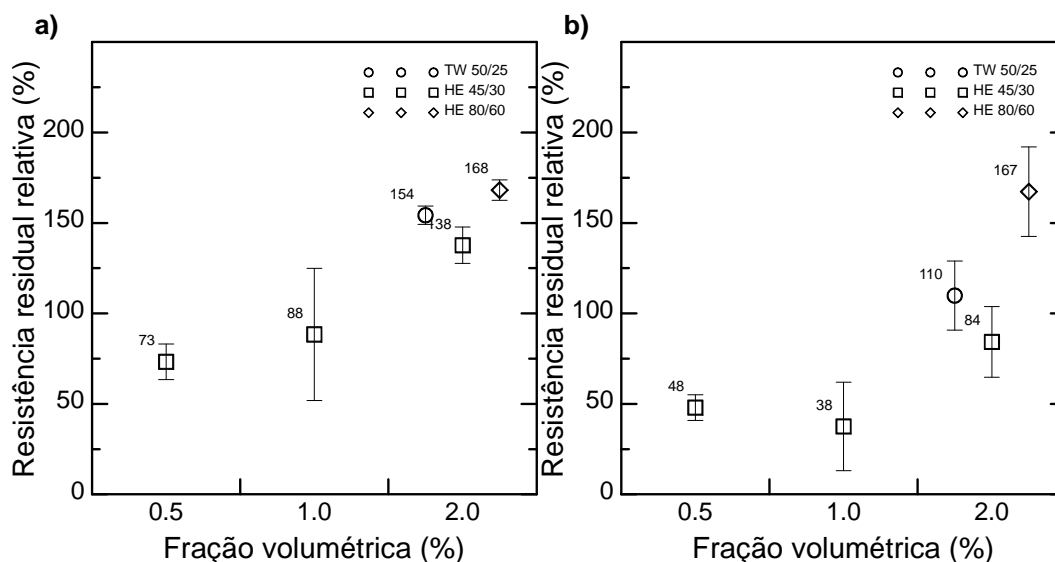 a)
Resistência residual relativa (%)
TW 50/25
HE 45/30
HE 80/60
200
150
100
50
0
73
88
154
138
168
0.5 1.0 2.0
Fração volumétrica (%)
b)
Resistência residual relativa (%)
TW 50/25
HE 45/30
HE 80/60
200
150
100
50
0
48
38
110
84
167
0.5 1.0 2.0
Fração volumétrica (%)